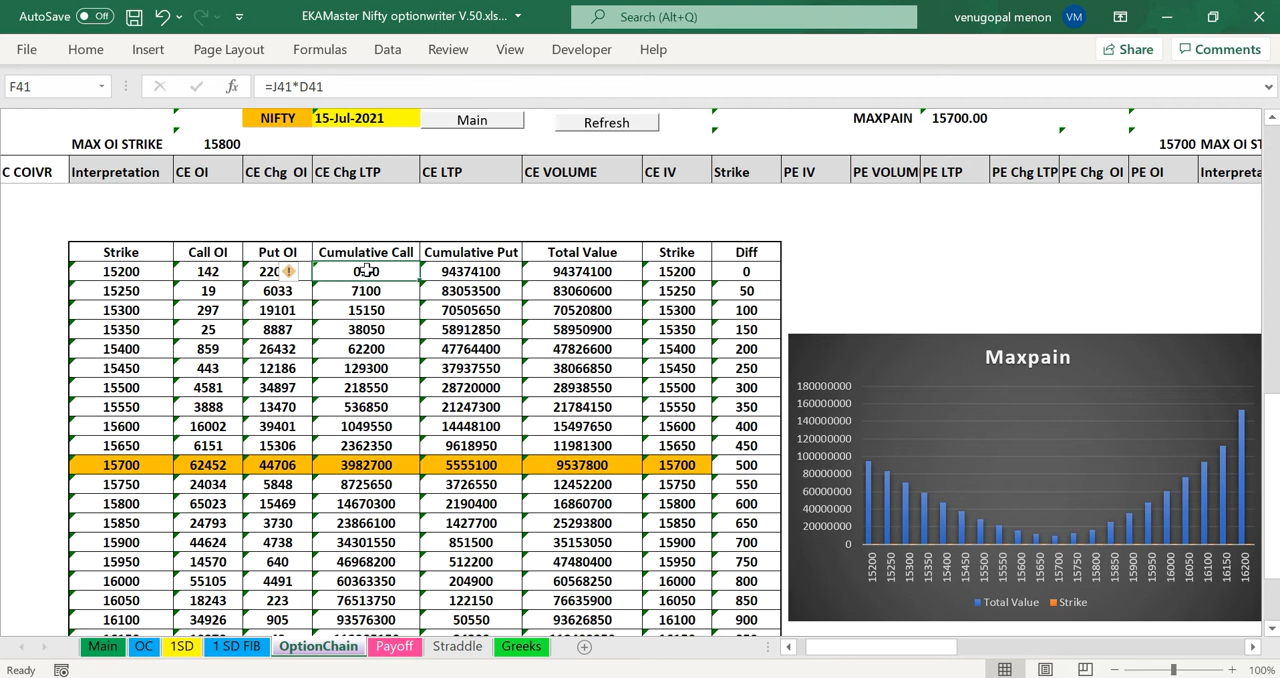 AutoSave Off EKAMaster Nifty optionwriter V.50.xls... Search (Alt+Q) venugopal menon VM
File Home Insert Page Layout Formulas Data Review View Developer Help Share Comments
F41 fx =J41*D41
NIFTY 15-Jul-2021 Main Refresh MAXPAIN 15700.00
MAX OI STRIKE 15800 15700 MAX OI ST
C COIVR Interpretation CE OI CE Chg OI CE Chg LTP CE LTP CE VOLUME CE IV Strike PE IV PE VOLUM PE LTP PE Chg LTP PE Chg OI PE OI Interpreta
Strike Call OI Put OI Cumulative Call Cumulative Put Total Value Strike Diff
15200 142 94374100 94374100 15200 0
15250 19 6033 7100 83053500 83060600 15250 50
15300 297 19101 15150 70505650 70520800 15300 100
15350 25 8887 38050 58912850 58950900 15350 150
15400 859 26432 62200 47764400 47826600 15400 200
15450 443 12186 129300 37937550 38066850 15450 250
15500 4581 34897 218550 28720000 28938550 15500 300
15550 3888 13470 536850 21247300 21784150 15550 350
15600 16002 39401 1049550 14448100 15497650 15600 400
15650 6151 15306 2362350 9618950 11981300 15650 450
15700 62452 44706 3982700 5555100 9537800 15700 500
15750 24034 5848 8725650 3726550 12452200 15750 550
15800 65023 15469 14670300 2190400 16860700 15800 600
15850 24793 3730 23866100 1427700 25293800 15850 650
15900 44624 4738 34301550 851500 35153050 15900 700
15950 14570 640 46968200 512200 47480400 15950 750
16000 55105 4491 60363350 204900 60568250 16000 800
16050 18243 223 76513750 122150 76635900 16050 850
16100 34926 905 93576300 50550 93626850 16100 900
Maxpain
180000000
160000000
140000000
120000000
100000000
80000000
60000000
40000000
20000000
0
15200 15250 15300 15350 15400 15450 15500 15550 15600 15650 15700 15750 15800 15850 15900 15950 16000 16050 16100 16150 16200
Total Value Strike
Main OC 1SD 1 SD FIB OptionChain Payoff Straddle Greeks
Ready 100%